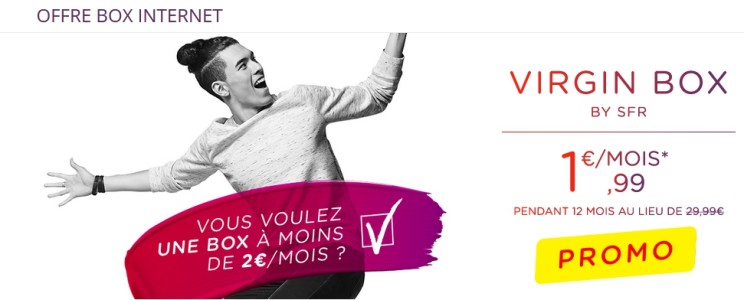 OFFRE BOX INTERNET
VOUS VOULEZ
UNE BOX À MOINS
DE 2€/MOIS ?
VIRGIN BOX
BY SFR
1€/MOIS*
,99
PENDANT 12 MOIS AU LIEU DE 29,99€
PROMO